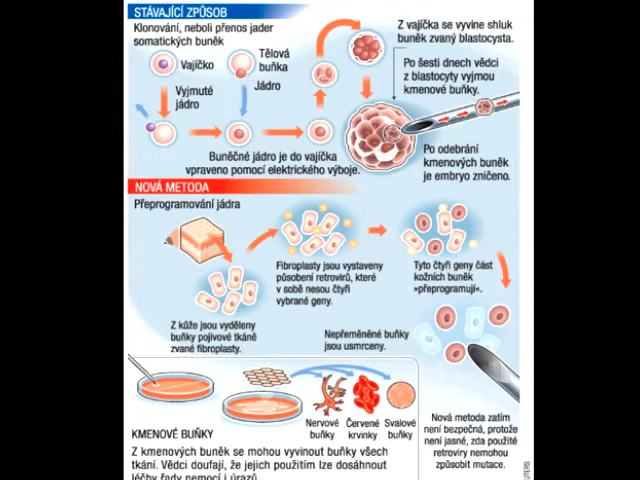 STÁVAJÍCÍ ZPŮSOB
Klonování, neboli přenos jader
somatických buněk
Vajíčko
Tělová
buňka
Jádro
Vyjmuté
jádro
Z vajíčka se vyvine shluk
buněk zvaný blastocysta.
Po šesti dnech vědci
z blastocyty vyjmou
kmenové buňky.
Buněčné jádro je do vajíčka
vpraveno pomocí elektrického výboje.
Po odebrání
kmenových buněk
je embryo zničeno.
NOVÁ METODA
Přeprogramování jádra
Fibroplasty jsou vystaveny
působení retrovirů, které
v sobě nesou čtyři
vybrané geny.
Tyto čtyři geny část
kožních buněk
»přeprogramují«.
Z kůže jsou vyděleny
buňky pojivové tkáně
zvané fibroplasty.
Nepřeměněné buňky
jsou usmrceny.
Nervové
buňky
Červené
krvinky
Svalové
buňky
Nová metoda zatím
není bezpečná, protože
není jasné, zda použité
retroviry nemohou
způsobit mutace.
KMENOVÉ BUŇKY
Z kmenových buněk se mohou vyvinout buňky všech
tkání. Vědci doufají, že jejich použitím lze dosáhnout
léčby řady nemocí i úrazů.